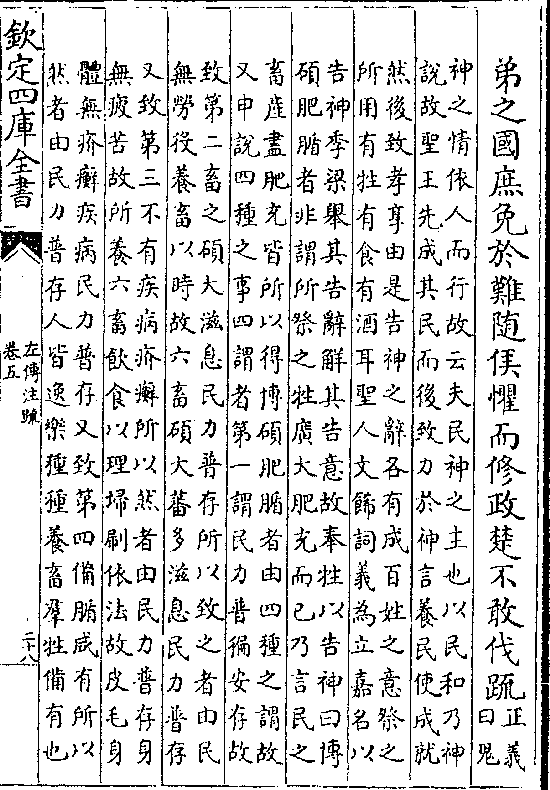 弟之國庶免於難隨侯懼而修政楚不敢伐疏
正義
曰鬼
神之情依人而行故云夫民神之主也以民和乃神
說故聖王先成其民而後致力於神言養民使成就
然後致孝享由是告神之辭各有成百姓之意祭之
所用有牲有食有酒耳聖人文飾詞義為立嘉名以
告神季梁舉其告辭解其告意故奉牲以告神曰博
碩肥腯者非謂所祭之牲廣大肥充而已乃言民之
畜産盡肥充皆所以得博碩肥腯者由四種之謂故
又申說四種之事四謂者第一謂民力普徧安存故
致第二畜之碩大滋息民力普存所以致之者由民
無勞役養畜以時故六畜碩大蕃多滋息民力普存
又致第三不有疾病疥癬所以然者由民力普存身
無疲苦故所養六畜飲食以理埽刷依法故皮毛身
體無疥癬疾病民力普存又致第四備腯咸有所以
然者由民力普存人皆逸樂種種養畜羣牲備有也
欽定四庫全書
左傳注疏
卷五
二十八